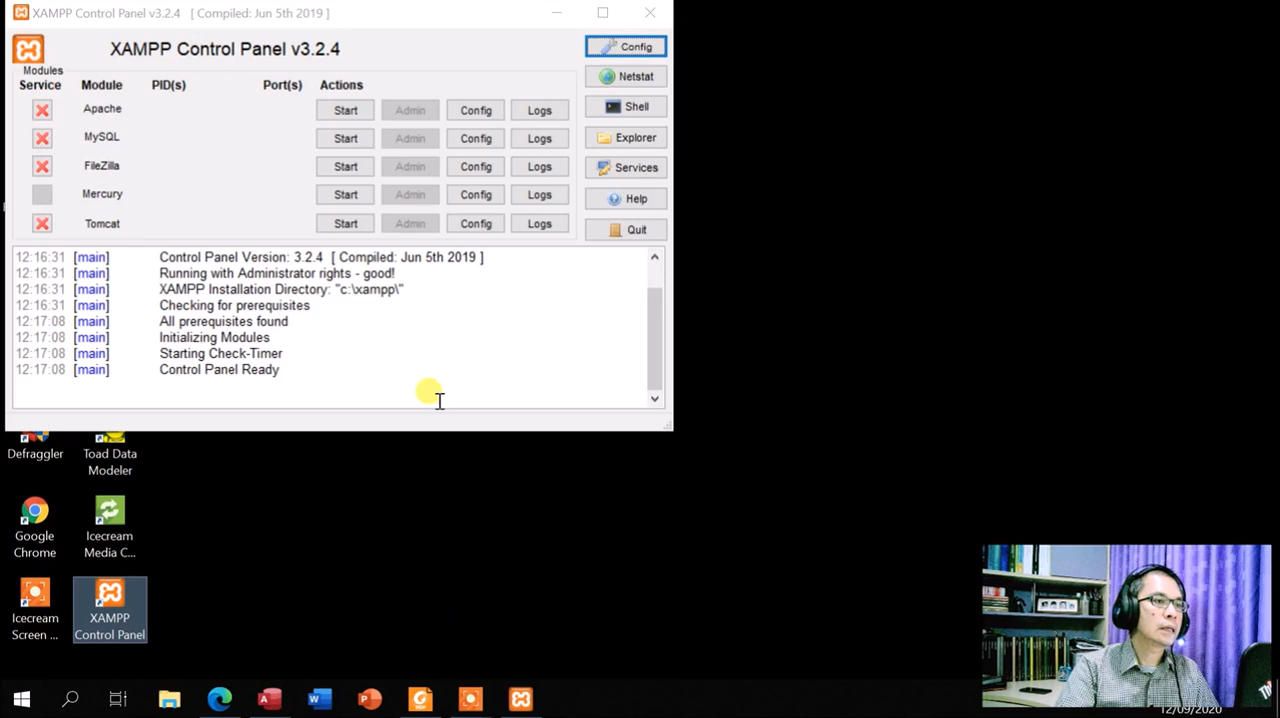 XAMPP Control Panel v3.2.4 [ Compiled: Jun 5th 2019 ]
XAMPP Control Panel v3.2.4
Config
Modules
Service Module PID(s) Port(s) Actions
Netstat
Apache Start Admin Config Logs
Shell
MySQL Start Admin Config Logs
Explorer
FileZilla Start Admin Config Logs
Services
Mercury Start Admin Config Logs
Help
Tomcat Start Admin Config Logs
Quit
12:16:31 [main] Control Panel Version: 3.2.4 [ Compiled: Jun 5th 2019 ]
12:16:31 [main] Running with Administrator rights - good!
12:16:31 [main] XAMPP Installation Directory: "c:\xampp\"
12:16:31 [main] Checking for prerequisites
12:17:08 [main] All prerequisites found
12:17:08 [main] Initializing Modules
12:17:08 [main] Starting Check-Timer
12:17:08 [main] Control Panel Ready
Defraggler
Toad Data
Modeler
Google
Chrome
Icecream
Media C...
Icecream
Screen ...
XAMPP
Control Panel
12/09/2020